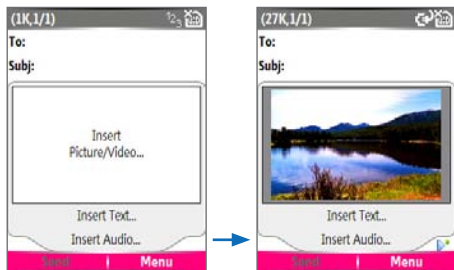 (1K,1/1)
To:
Subj:
Insert
Picture/Video...
Insert Text...
Insert Audio...
Send Menu
(27K,1/1)
To:
Subj:
Insert Text...
Insert Audio...
Send Menu